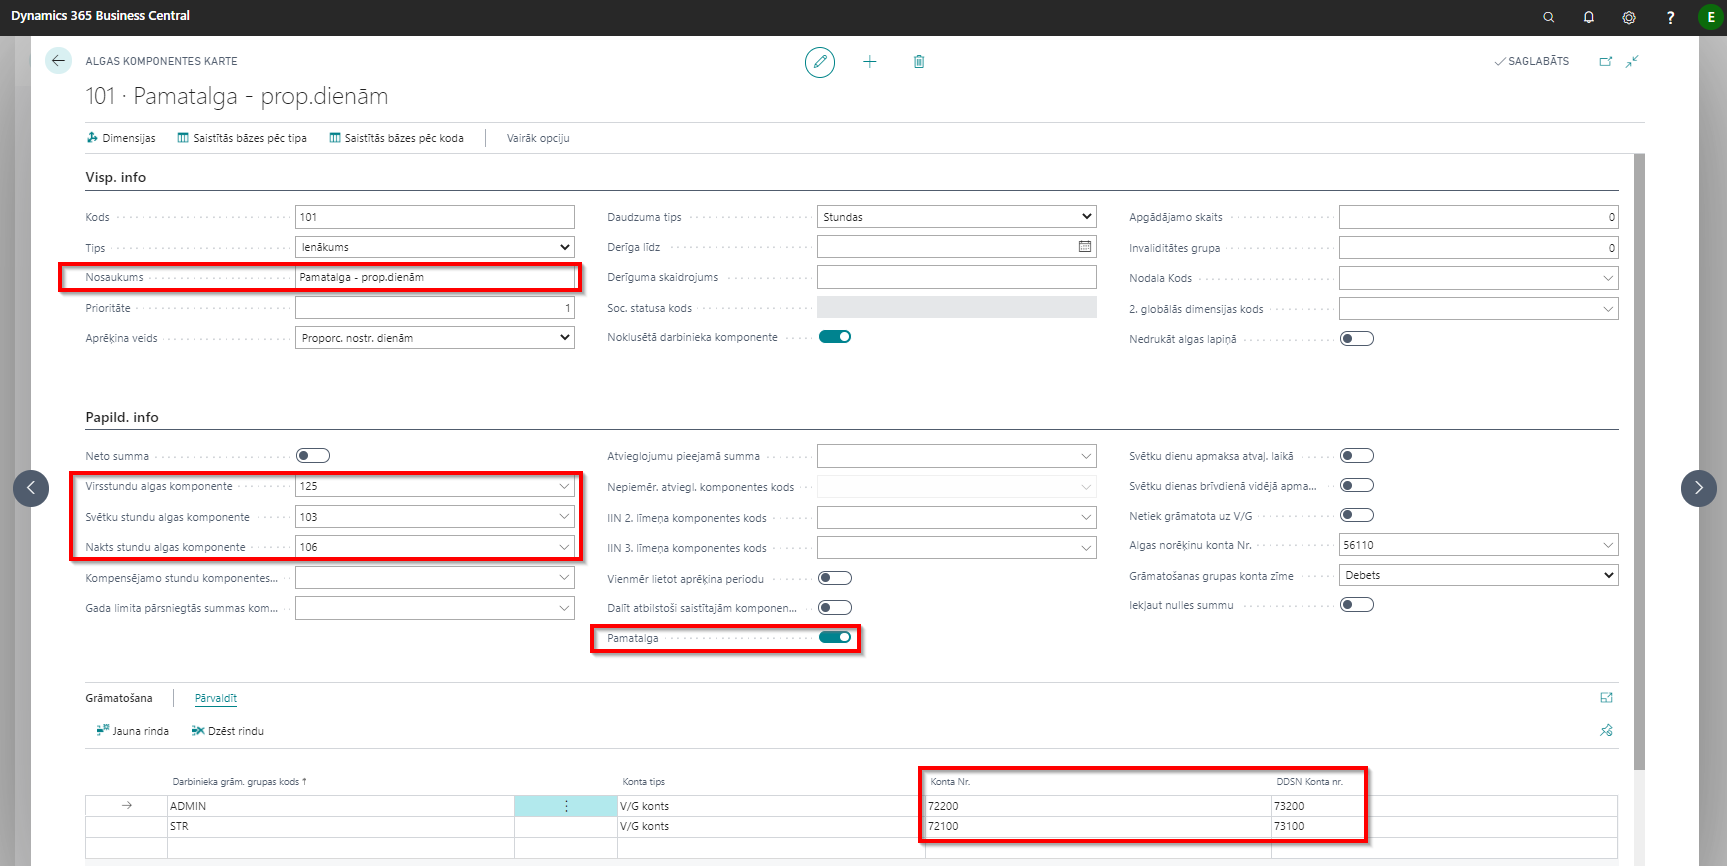 Dynamics 365 Business Central
E
ALGAS KOMPONENTES KARTE
SAGLABĀTS
101 · Pamatalga - prop.dienām
Dimensijas
Saistītās bāzes pēc tipa
Saistītās bāzes pēc koda
Vairāk opciju
Visp. info
Kods 101
Tips Ienākums
Nosaukums Pamatalga - prop.dienām
Prioritāte 1
Aprēķina veids Proporc. nostr. dienām
Daudzuma tips Stundas
Derīga līdz
Derīguma skaidrojums
Soc. statusa kods
Noklusētā darbinieka komponente
Apgādājamo skaits 0
Invaliditātes grupa 0
Nodaļa Kods
2. globālās dimensijas kods
Nedrukāt algas lapiņā
Papild. info
Neto summa
Virsstundu algas komponente 125
Svētku stundu algas komponente 103
Nakts stundu algas komponente 106
Kompensējamo stundu komponentes...
Gada limita pārsniegtās summas kom...
Atvieglojumu pieejamā summa
Nepiemēr. atviegl. komponentes kods
IIN 2. līmeņa komponentes kods
IIN 3. līmeņa komponentes kods
Vienmēr lietot aprēķina periodu
Dalīt atbilstoši saistītajām komponen...
Pamatalga
Svētku dienu apmaksa atvaļ. laikā
Svētku dienas brīvdienā vidējā apma...
Netiek grāmatota uz V/G
Algas norēķinu konta Nr. 56110
Grāmatošanas grupas konta zīme Debets
Iekļaut nulles summu
Grāmatošana
Pārvaldīt
Jauna rinda
Dzēst rindu
Darbinieka grām. grupas kods ↑ Konta tips Konta Nr. DDSN Konta nr.
→ ADMIN V/G konts 72200 73200
STR V/G konts 72100 73100